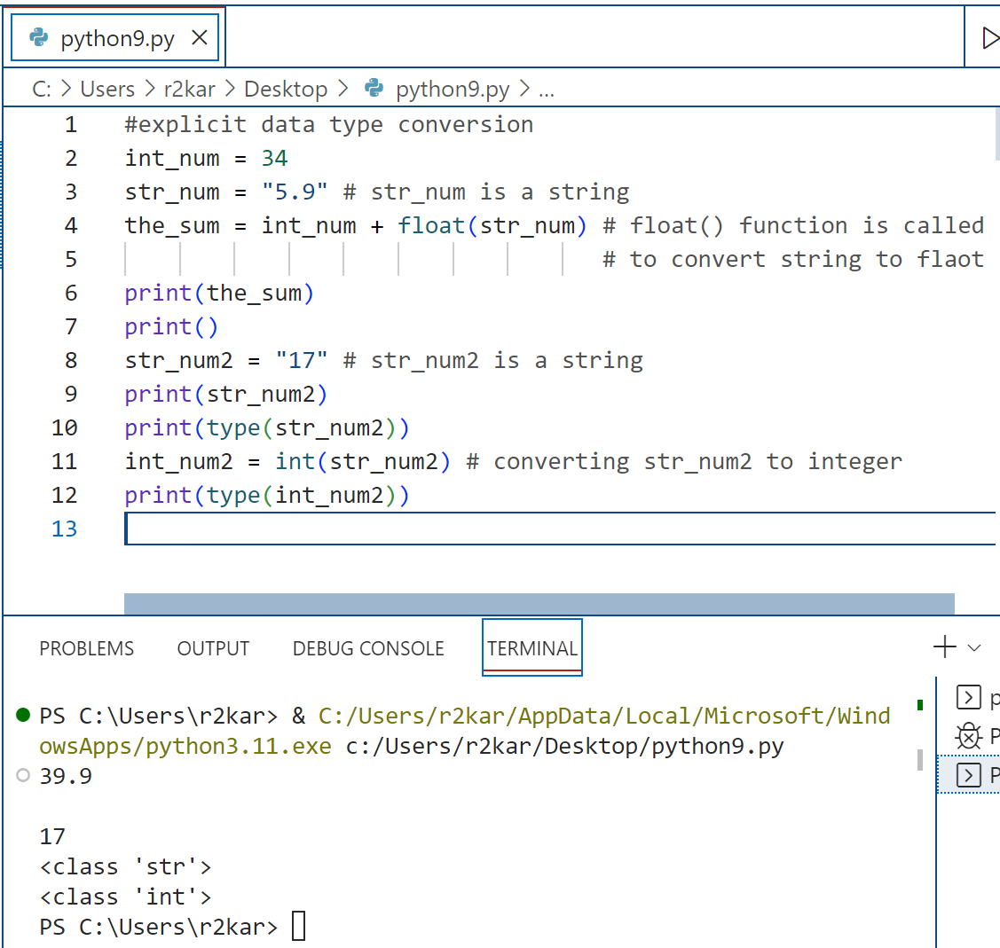 python9.py
C: > Users > r2kar > Desktop > python9.py > ...
1 #explicit data type conversion
2 int_num = 34
3 str_num = "5.9" # str_num is a string
4 the_sum = int_num + float(str_num) # float() function is called
5 # to convert string to flaot
6 print(the_sum)
7 print()
8 str_num2 = "17" # str_num2 is a string
9 print(str_num2)
10 print(type(str_num2))
11 int_num2 = int(str_num2) # converting str_num2 to integer
12 print(type(int_num2))
13
PROBLEMS OUTPUT DEBUG CONSOLE TERMINAL
PS C:\Users\r2kar> & C:/Users/r2kar/AppData/Local/Microsoft/Wind
owsApps/python3.11.exe c:/Users/r2kar/Desktop/python9.py
39.9
17
<class 'str'>
<class 'int'>
PS C:\Users\r2kar>
p
P
P